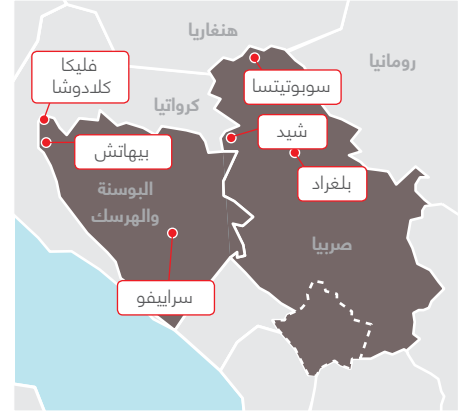 هنغاريا
رومانيا
فليكا
كلادوشا
سوبوتيتسا
كرواتيا
شيد
بيهاتش
بلغراد
البوسنة
والهرسك
صربيا
سراييفو